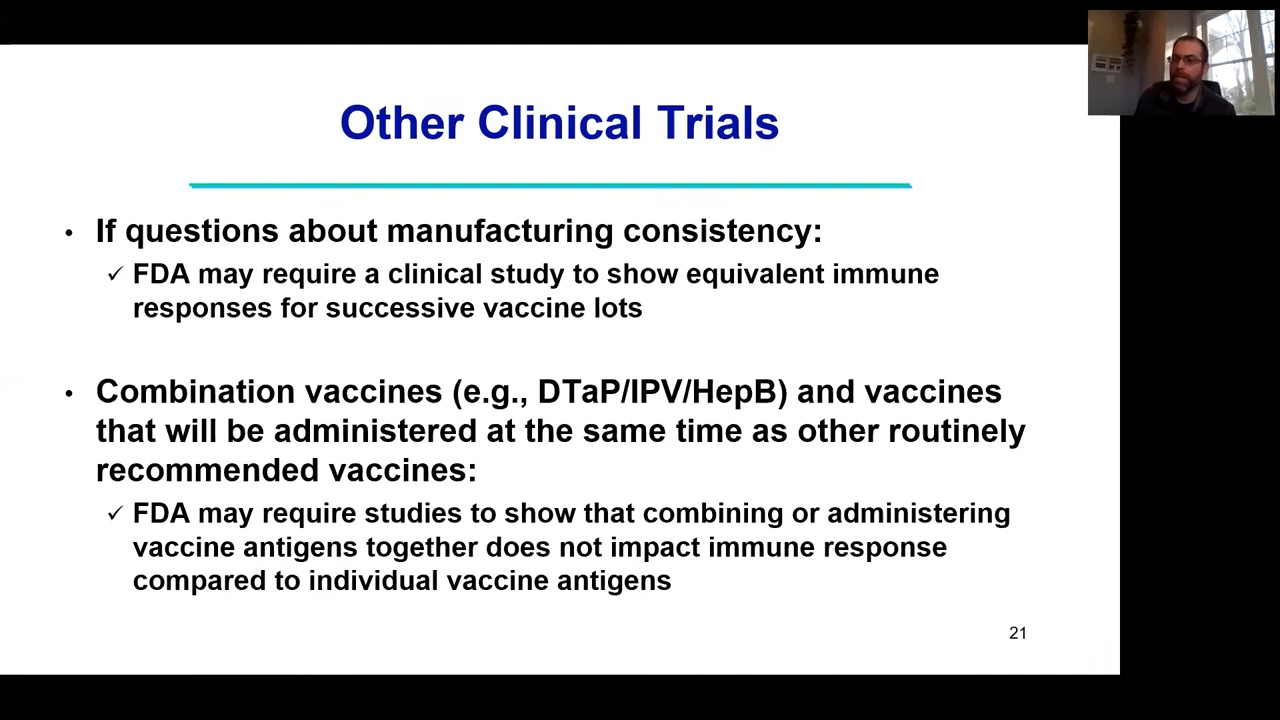 Other Clinical Trials
• If questions about manufacturing consistency:
✓ FDA may require a clinical study to show equivalent immune
responses for successive vaccine lots
• Combination vaccines (e.g., DTaP/IPV/HepB) and vaccines
that will be administered at the same time as other routinely
recommended vaccines:
✓ FDA may require studies to show that combining or administering
vaccine antigens together does not impact immune response
compared to individual vaccine antigens
21